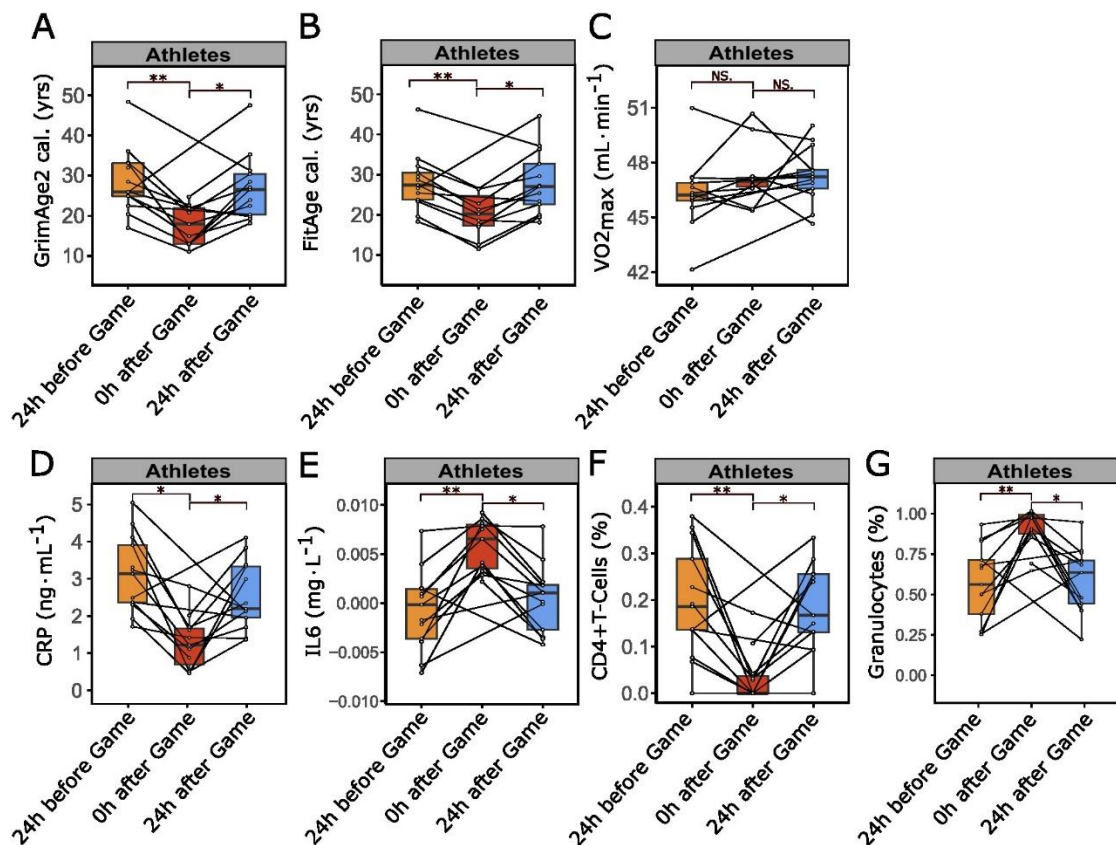 A
Athletes
GrimAge2 cal. (yrs)
50
40
30
20
10
**
*
24h before Game
0h after Game
24h after Game
B
Athletes
FitAge cal. (yrs)
50
40
30
20
10
**
*
24h before Game
0h after Game
24h after Game
C
Athletes
VO2max (mL·min⁻¹)
51
48
45
42
NS.
NS.
24h before Game
0h after Game
24h after Game
D
Athletes
CRP (ng·mL⁻¹)
5
4
3
2
1
0
*
*
24h before Game
0h after Game
24h after Game
E
Athletes
IL6 (mg·L⁻¹)
0.010
0.005
0.000
−0.005
−0.010
**
*
24h before Game
0h after Game
24h after Game
F
Athletes
CD4+T-Cells (%)
0.4
0.3
0.2
0.1
0.0
**
*
24h before Game
0h after Game
24h after Game
G
Athletes
Granulocytes (%)
1.00
0.75
0.50
0.25
0.00
**
*
24h before Game
0h after Game
24h after Game